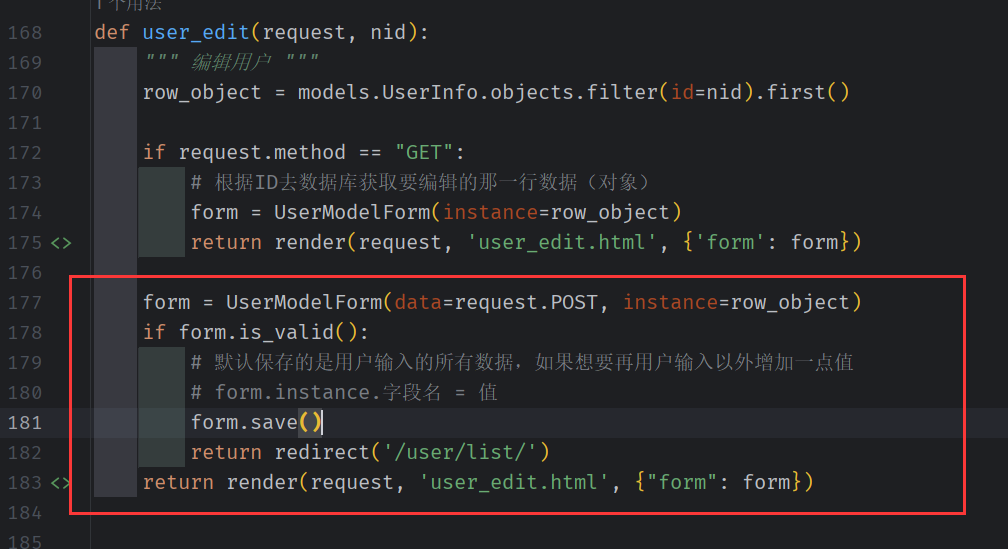 1 个用法
168 def user_edit(request, nid):
169 """ 编辑用户 """
170 row_object = models.UserInfo.objects.filter(id=nid).first()
171
172 if request.method == "GET":
173 # 根据ID去数据库获取要编辑的那一行数据（对象）
174 form = UserModelForm(instance=row_object)
175 <> return render(request, 'user_edit.html', {'form': form})
176
177 form = UserModelForm(data=request.POST, instance=row_object)
178 if form.is_valid():
179 # 默认保存的是用户输入的所有数据，如果想要再用户输入以外增加一点值
180 # form.instance.字段名 = 值
181 form.save()
182 return redirect('/user/list/')
183 <> return render(request, 'user_edit.html', {"form": form})
184
185